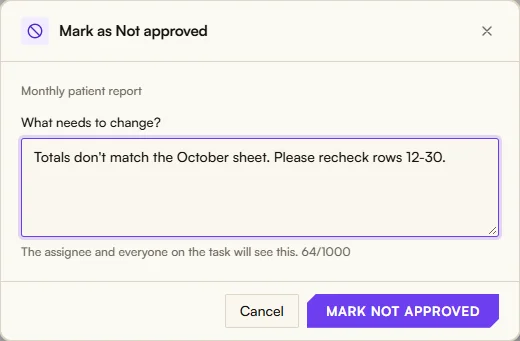 Mark as Not approved
Monthly patient report
What needs to change?
Totals don't match the October sheet. Please recheck rows 12-30.
The assignee and everyone on the task will see this. 64/1000
Cancel
MARK NOT APPROVED